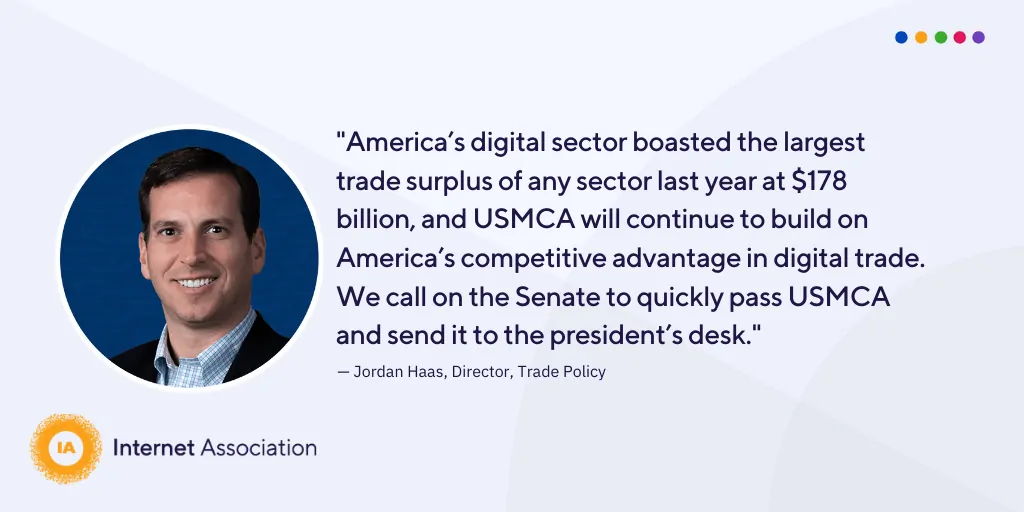 "America’s digital sector boasted the largest
trade surplus of any sector last year at $178
billion, and USMCA will continue to build on
America’s competitive advantage in digital trade.
We call on the Senate to quickly pass USMCA
and send it to the president’s desk."
— Jordan Haas, Director, Trade Policy
IA
Internet Association